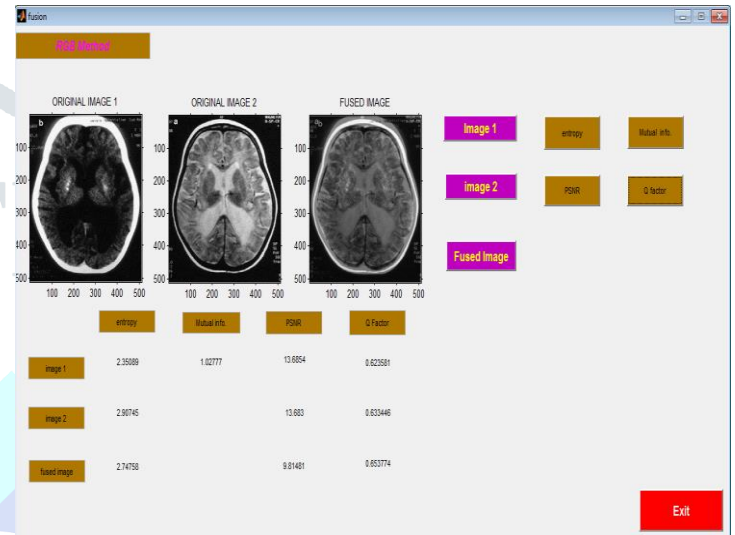 fusion
RGB Memod
ORIGINAL IMAGE 1
ORIGINAL IMAGE 2
FUSED IMAGE
b
a
100
200
300
400
500
100
200
300
400
500
100
200
300
400
500
100 200 300 400 500
100 200 300 400 500
100 200 300 400 500
Image 1
entropy
Mutual info.
image 2
PSNR
Q factor
Fused Image
entropy
Mutual info.
PSNR
Q Factor
image 1
2.35089
1.02777
13.6854
0.623581
image 2
2.90745
13.683
0.633446
fused image
2.74758
9.81481
0.653774
Exit